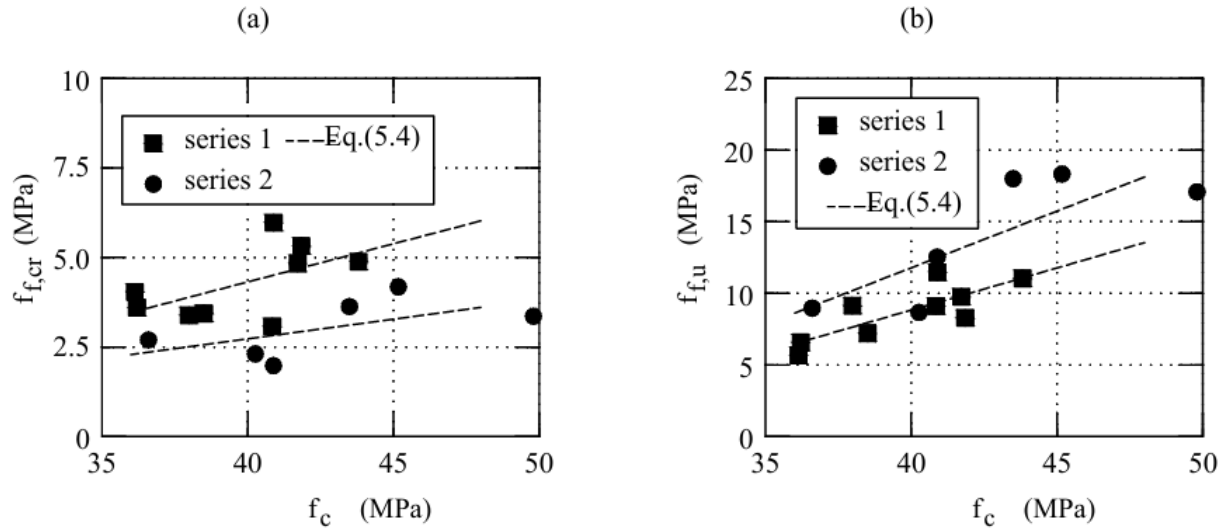 (a)
10
7.5
5.0
2.5
0
35
40
45
50
f_f,cr (MPa)
f_c (MPa)
series 1
Eq.(5.4)
series 2
(b)
25
20
15
10
5
0
35
40
45
50
f_f,u (MPa)
f_c (MPa)
series 1
series 2
Eq.(5.4)